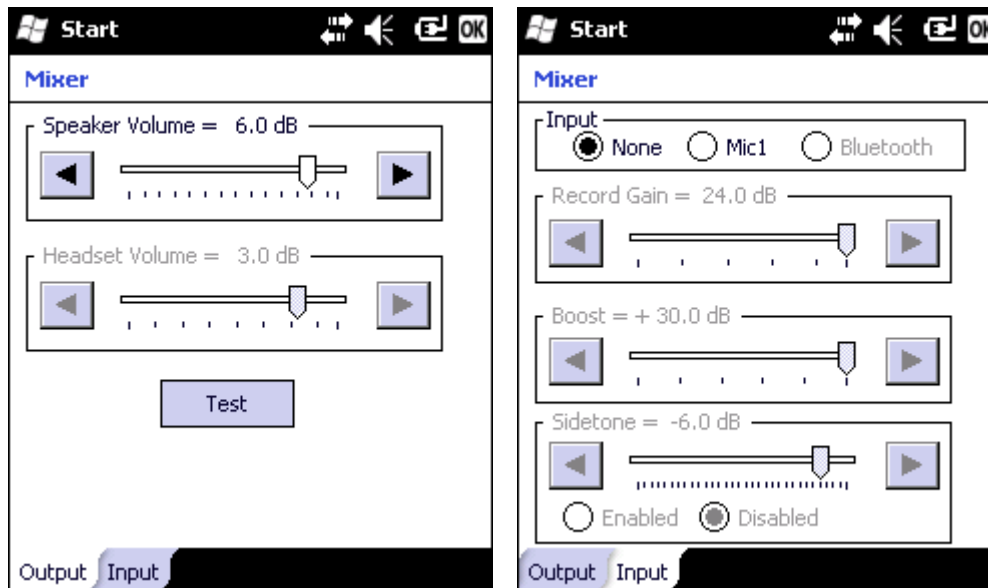 Start
OK
Mixer
Speaker Volume = 6.0 dB
Headset Volume = 3.0 dB
Test
Output Input
Start
OK
Mixer
Input
None Mic1 Bluetooth
Record Gain = 24.0 dB
Boost = + 30.0 dB
Sidetone = -6.0 dB
Enabled Disabled
Output Input